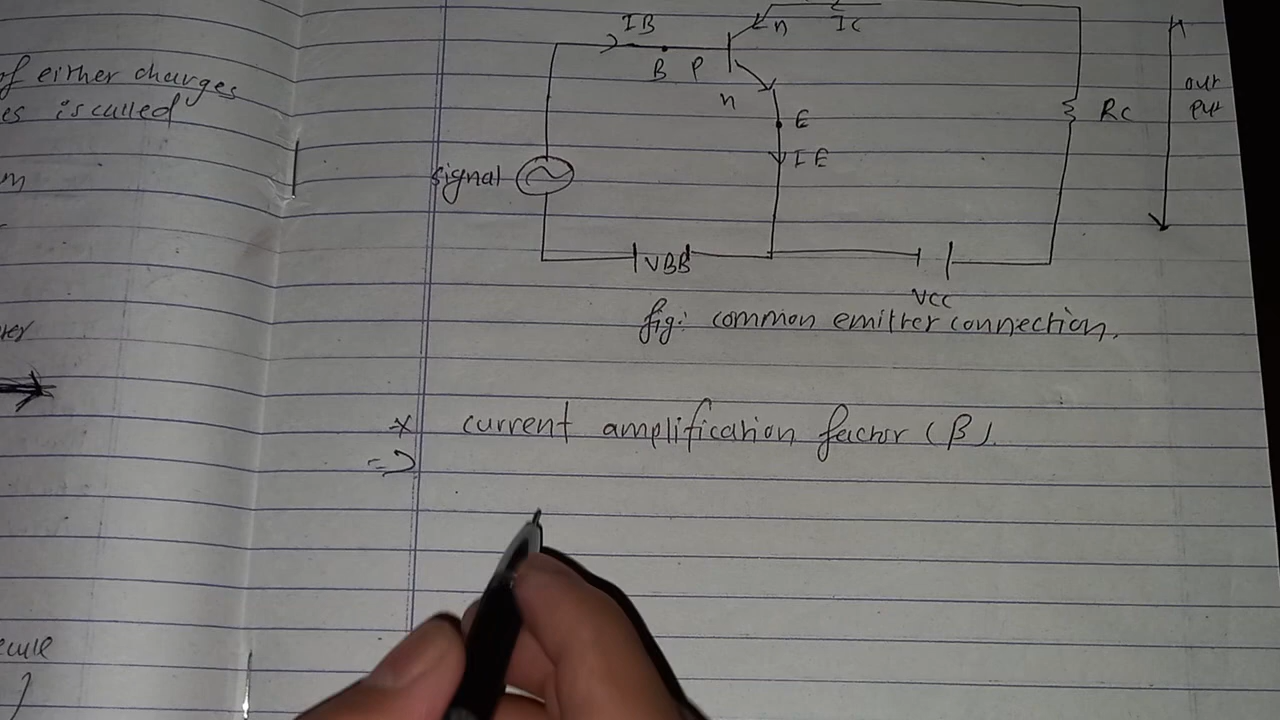 of either charges
es is called
m
ecule
IB
n
IC
B
P
n
E
IE
signal
VBB
VCC
RC
out
put
fig: common emitter connection.
* current amplification factor (β).
=>